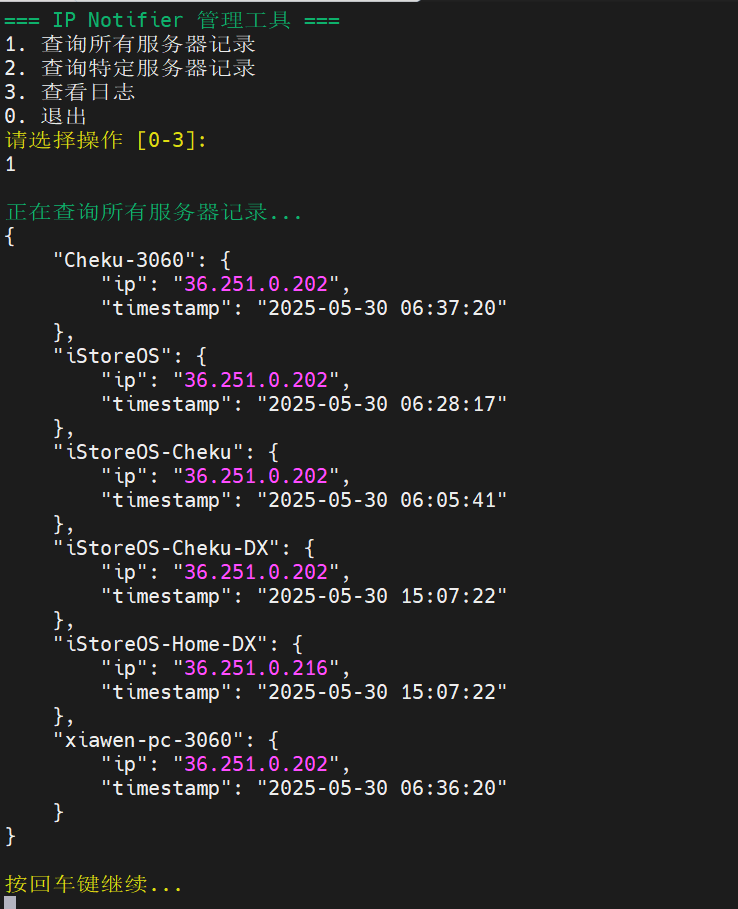 === IP Notifier 管理工具 ===
1. 查询所有服务器记录
2. 查询特定服务器记录
3. 查看日志
0. 退出
请选择操作 [0-3]:
1
正在查询所有服务器记录...
{
    "Cheku-3060": {
        "ip": "36.251.0.202",
        "timestamp": "2025-05-30 06:37:20"
    },
    "iStoreOS": {
        "ip": "36.251.0.202",
        "timestamp": "2025-05-30 06:28:17"
    },
    "iStoreOS-Cheku": {
        "ip": "36.251.0.202",
        "timestamp": "2025-05-30 06:05:41"
    },
    "iStoreOS-Cheku-DX": {
        "ip": "36.251.0.202",
        "timestamp": "2025-05-30 15:07:22"
    },
    "iStoreOS-Home-DX": {
        "ip": "36.251.0.216",
        "timestamp": "2025-05-30 15:07:22"
    },
    "xiawen-pc-3060": {
        "ip": "36.251.0.202",
        "timestamp": "2025-05-30 06:36:20"
    }
}
按回车键继续...